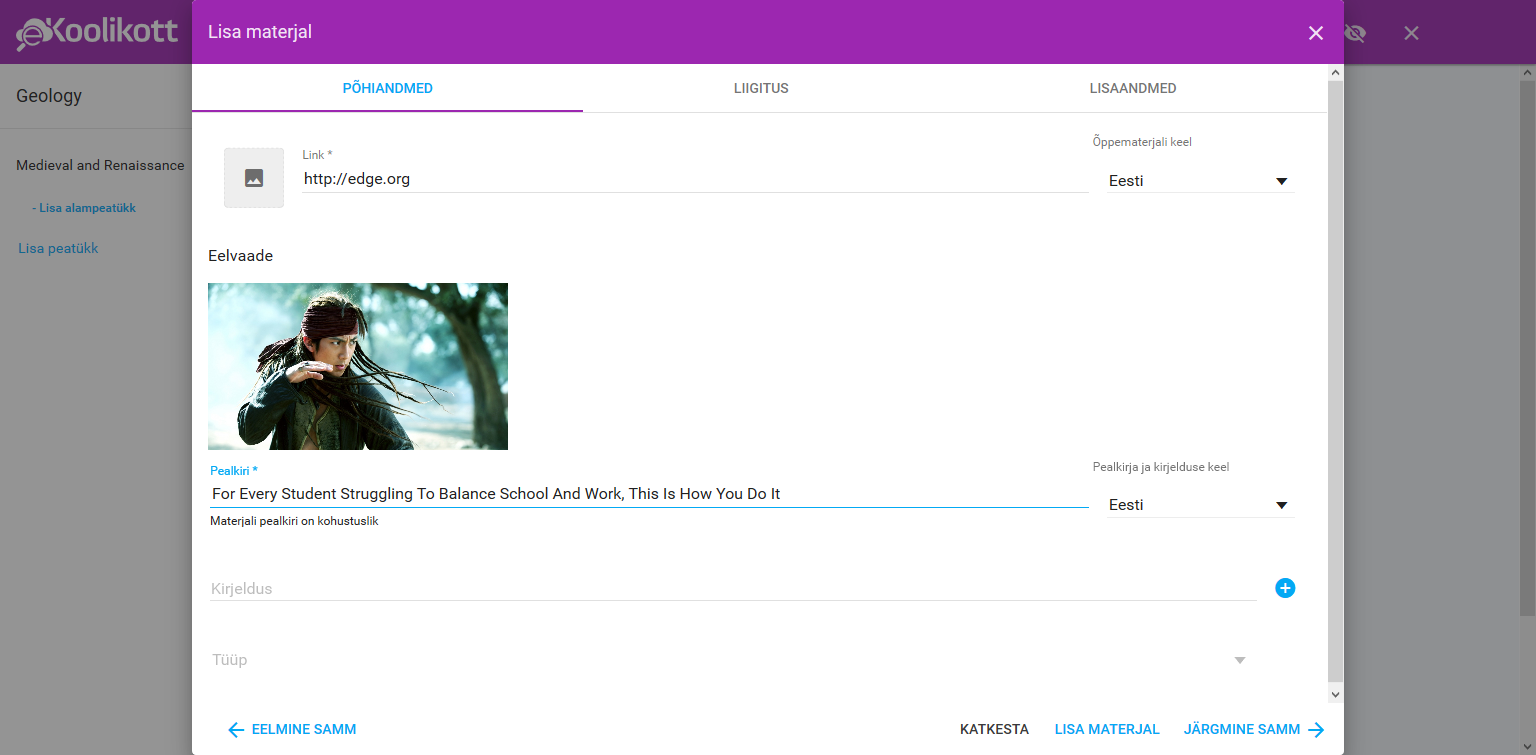 eKoolikott
Lisa materjal
Geology
Medieval and Renaissance
- Lisa alampeatükk
Lisa peatükk
PÕHIANDMED
LIIGITUS
LISAANDMED
Link *
http://edge.org
Õppematerjali keel
Eesti
Eelvaade
Pealkiri *
For Every Student Struggling To Balance School And Work, This Is How You Do It
Materjali pealkiri on kohustuslik
Pealkirja ja kirjelduse keel
Eesti
Kirjeldus
Tüüp
EELMINE SAMM
KATKESTA
LISA MATERJAL
JÄRGMINE SAMM